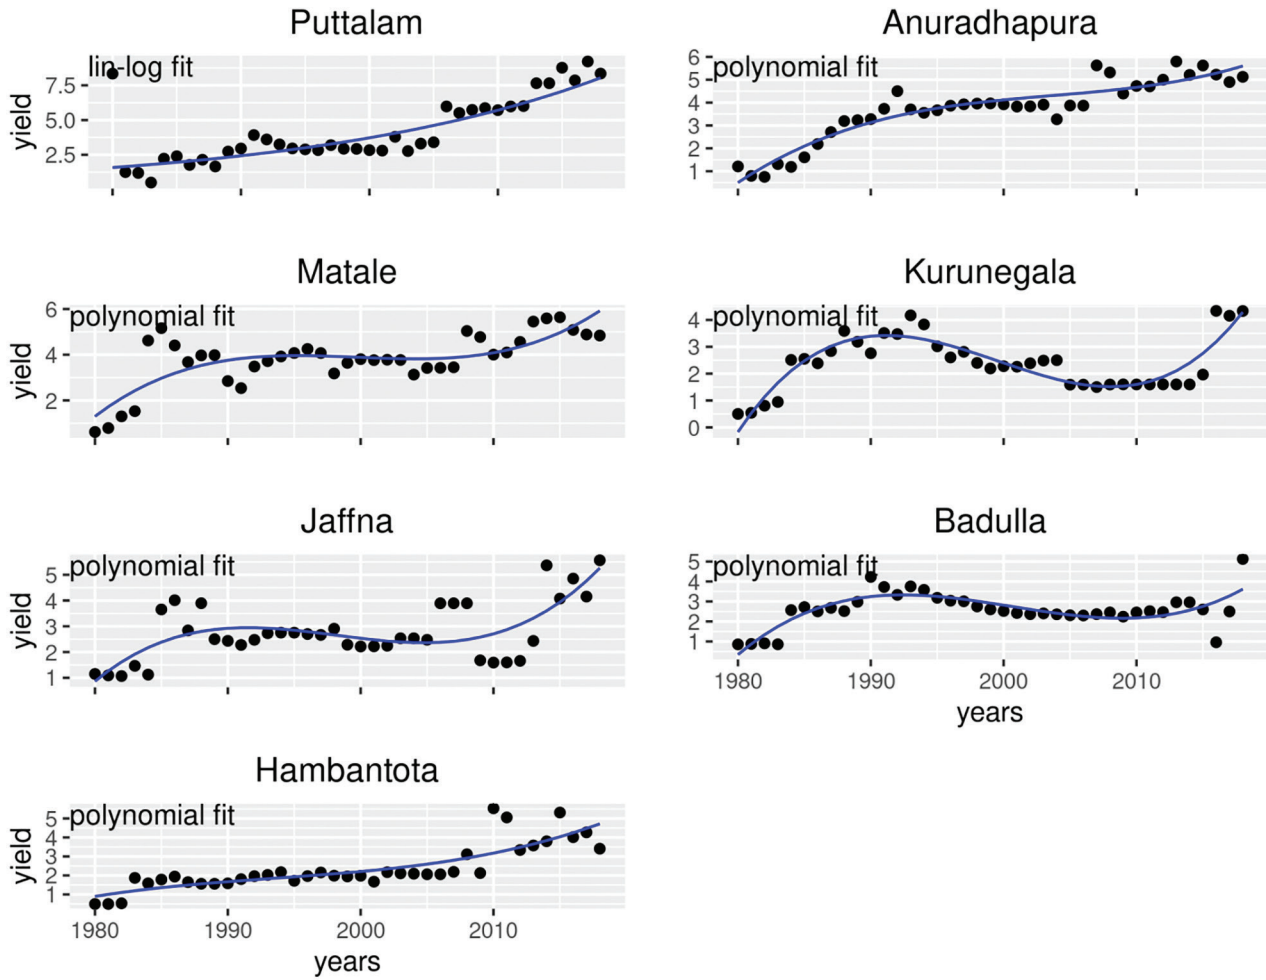 Puttalam
lin-log fit
yield
7.5
5.0
2.5
Anuradhapura
polynomial fit
6
5
4
3
2
1
Matale
polynomial fit
yield
6
4
2
Kurunegala
polynomial fit
4
3
2
1
0
Jaffna
polynomial fit
yield
5
4
3
2
1
Badulla
polynomial fit
5
4
3
2
1
1980 1990 2000 2010
years
Hambantota
polynomial fit
yield
5
4
3
2
1
1980 1990 2000 2010
years